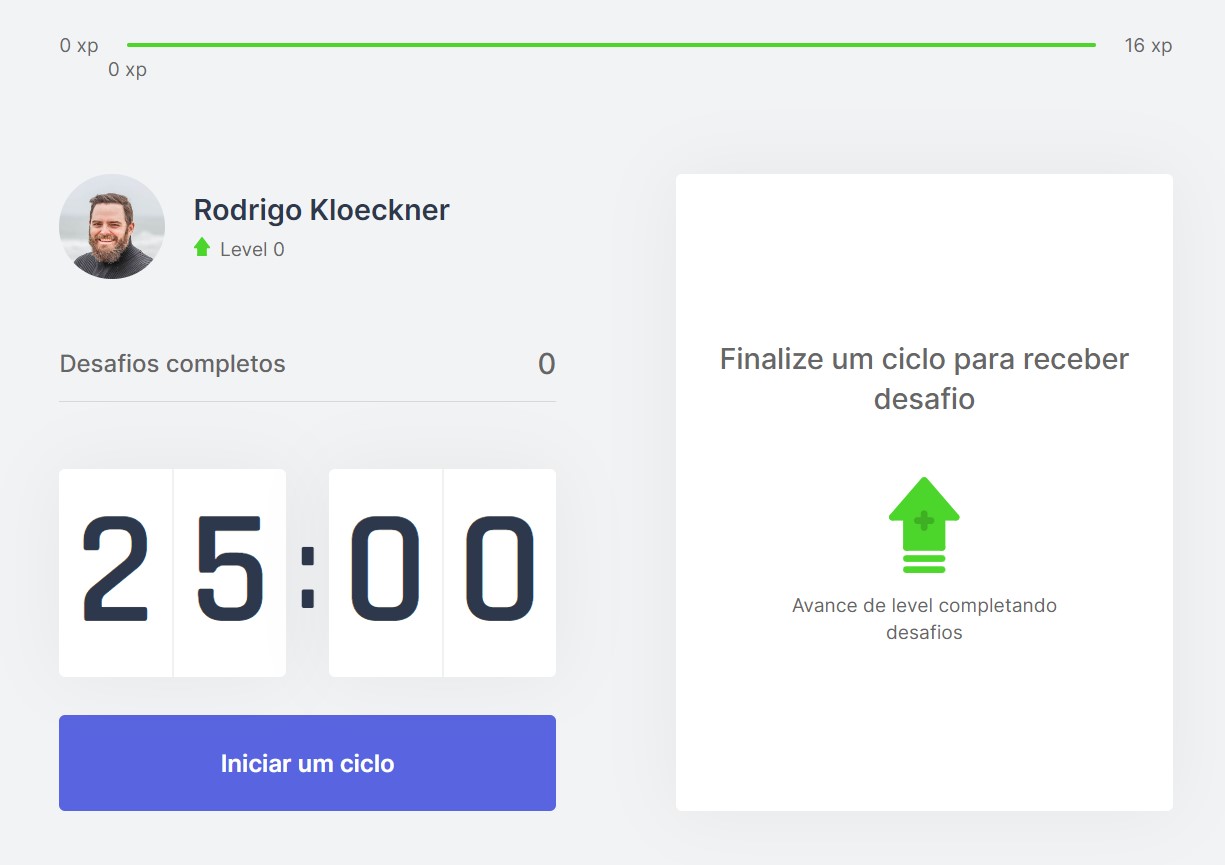 0 xp
16 xp
0 xp
Rodrigo Kloeckner
Level 0
Desafios completos
0
25:00
Iniciar um ciclo
Finalize um ciclo para receber
desafio
Avance de level completando
desafios